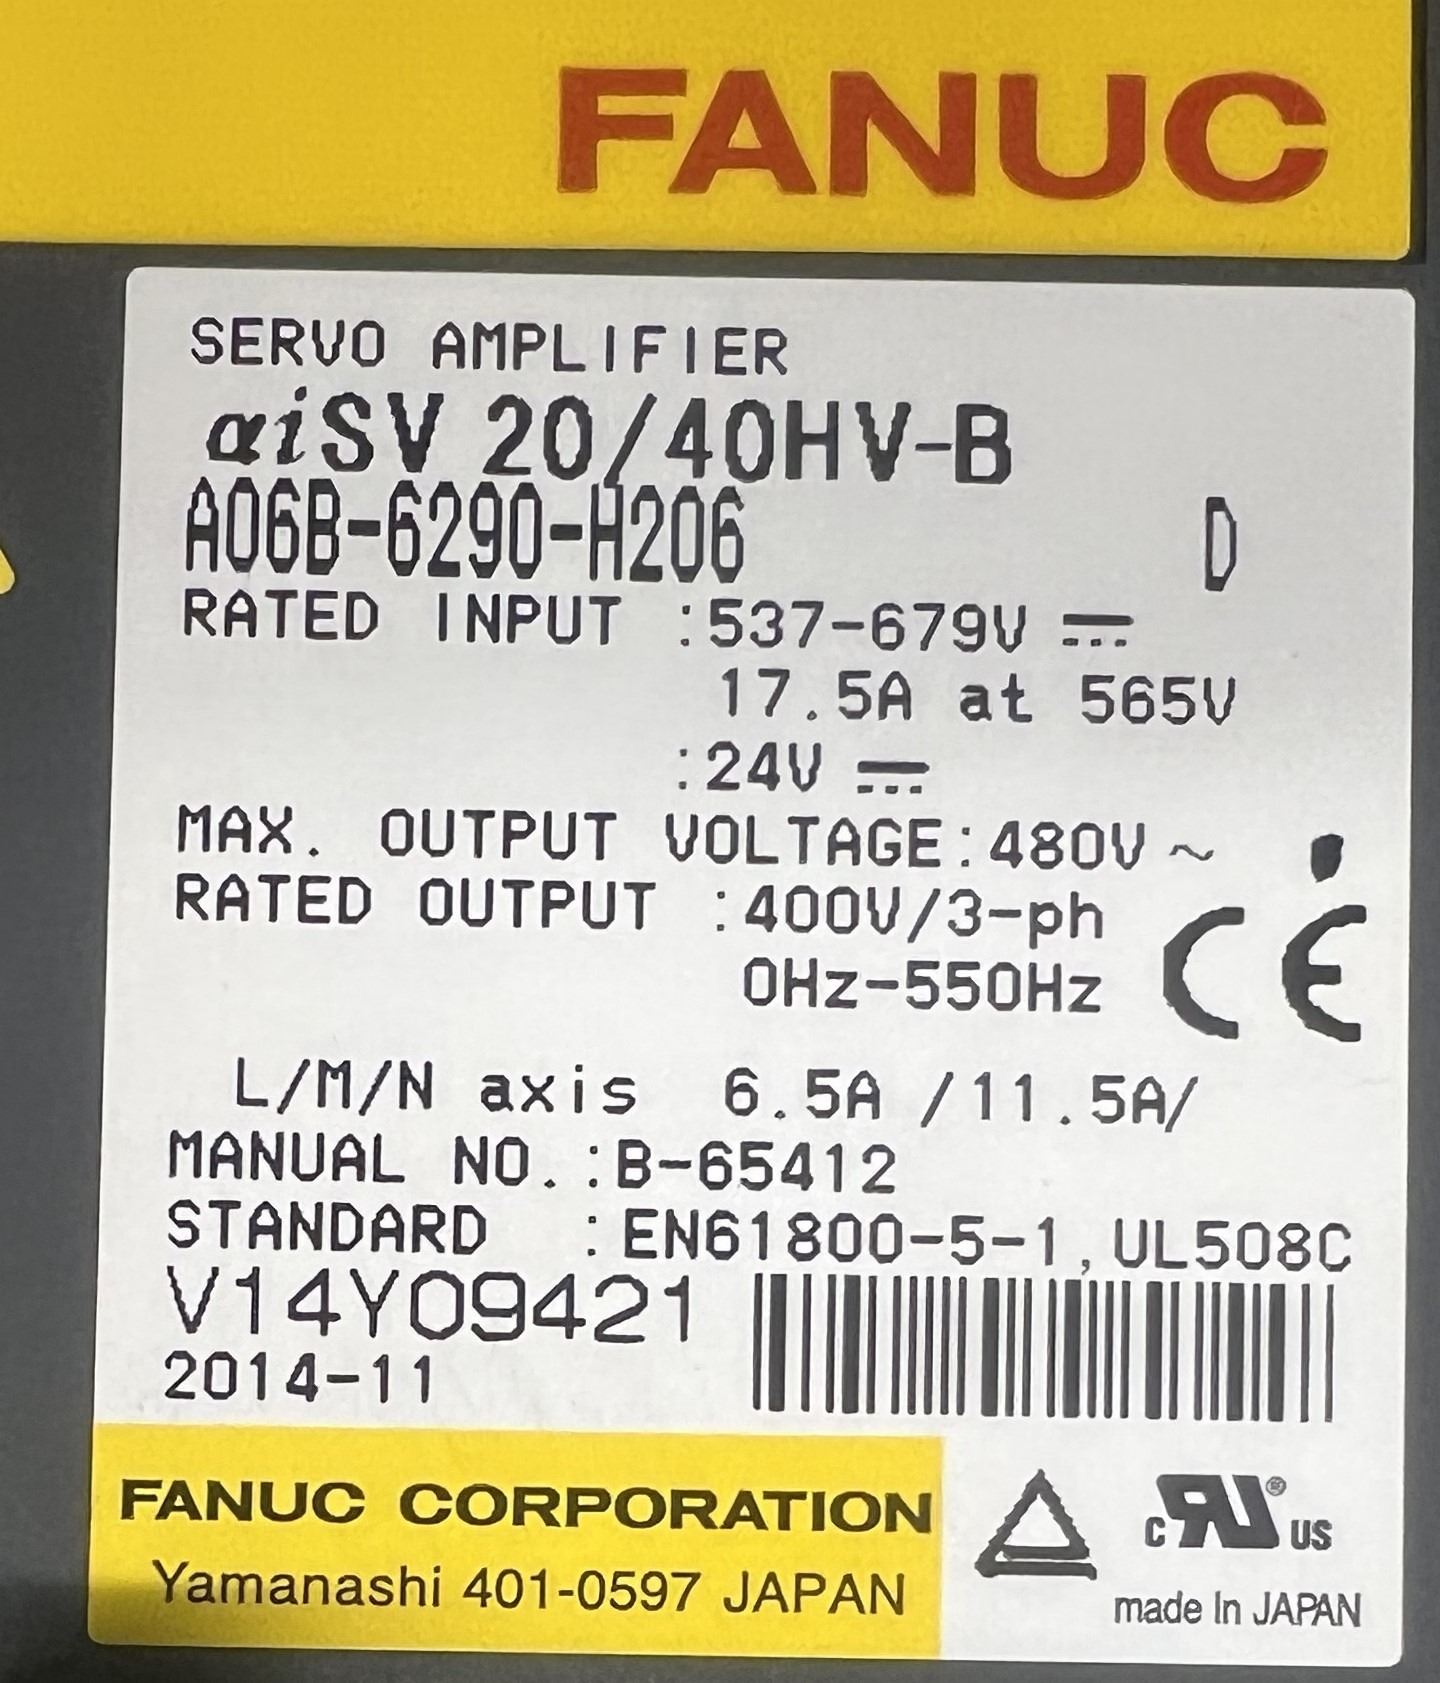 FANUC
SERVO AMPLIFIER
αiSV 20/40HV-B
A06B-6290-H206 D
RATED INPUT :537-679V ⎓
17.5A at 565V
:24V ⎓
MAX. OUTPUT VOLTAGE:480V ~
RATED OUTPUT :400V/3-ph
0Hz-550Hz
CE
L/M/N axis 6.5A /11.5A/
MANUAL NO.:B-65412
STANDARD :EN61800-5-1,UL508C
V14Y09421
2014-11
FANUC CORPORATION
Yamanashi 401-0597 JAPAN
c RU ® US
made In JAPAN